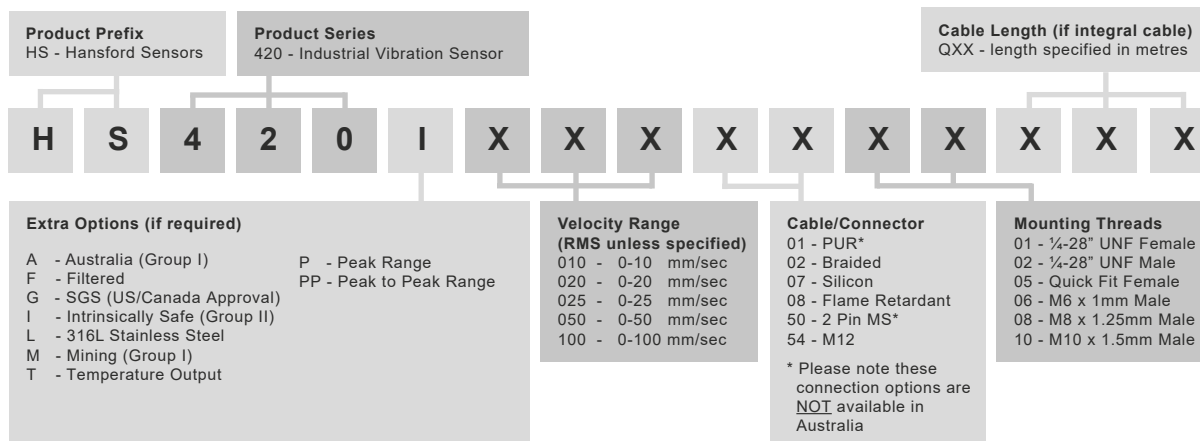 Product Prefix
HS - Hansford Sensors
Product Series
420 - Industrial Vibration Sensor
Cable Length (if integral cable)
QXX - length specified in metres
H S 4 2 0 I X X X X X X X X X X
Extra Options (if required)
A - Australia (Group I)
F - Filtered
G - SGS (US/Canada Approval)
I - Intrinsically Safe (Group II)
L - 316L Stainless Steel
M - Mining (Group I)
T - Temperature Output
P - Peak Range
PP - Peak to Peak Range
Velocity Range
(RMS unless specified)
010 - 0-10 mm/sec
020 - 0-20 mm/sec
025 - 0-25 mm/sec
050 - 0-50 mm/sec
100 - 0-100 mm/sec
Cable/Connector
01 - PUR*
02 - Braided
07 - Silicon
08 - Flame Retardant
50 - 2 Pin MS*
54 - M12
* Please note these
connection options are
NOT available in
Australia
Mounting Threads
01 - ¼-28” UNF Female
02 - ¼-28” UNF Male
05 - Quick Fit Female
06 - M6 x 1mm Male
08 - M8 x 1.25mm Male
10 - M10 x 1.5mm Male